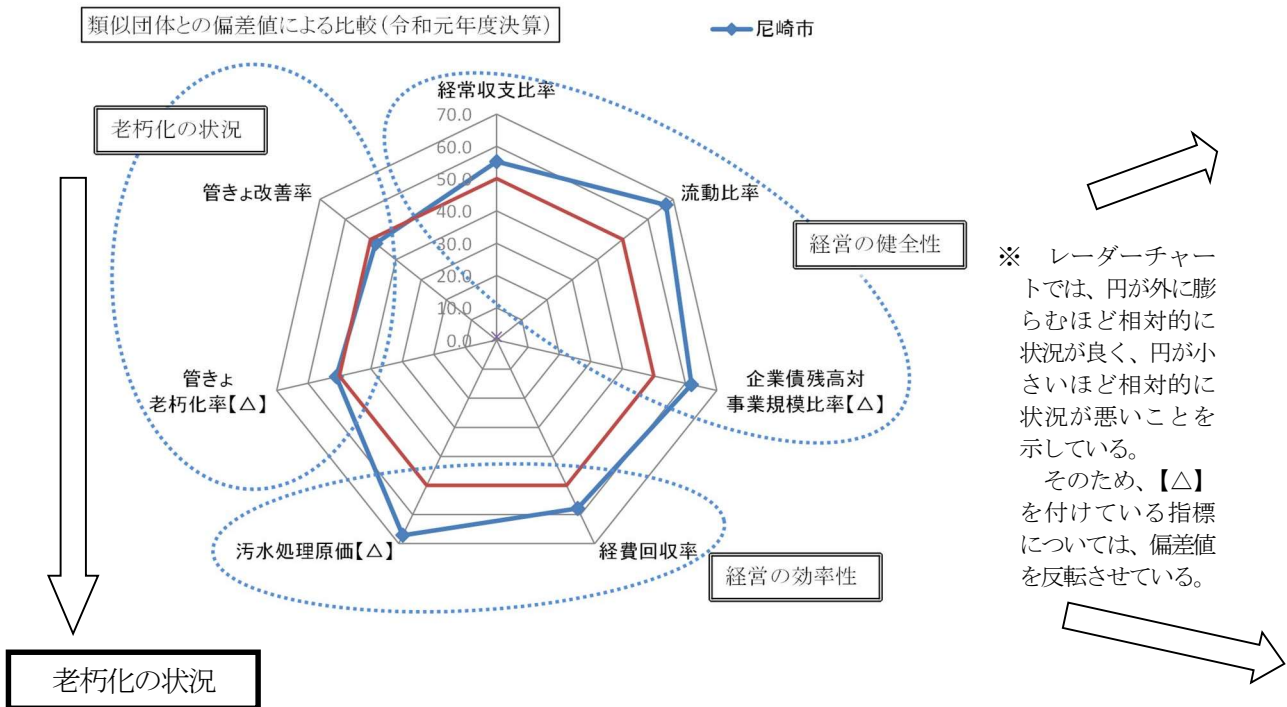 類似団体との偏差値による比較(令和元年度決算)
尼崎市
老朽化の状況
経常収支比率
70.0
60.0
50.0
40.0
30.0
20.0
10.0
0.0
管きょ改善率
流動比率
経営の健全性
管きょ
老朽化率【△】
企業債残高対
事業規模比率【△】
汚水処理原価【△】
経費回収率
経営の効率性
※ レーダーチャー
トでは、円が外に膨
らむほど相対的に
状況が良く、円が小
さいほど相対的に
状況が悪いことを
示している。
そのため、【△】
を付けている指標
については、偏差値
を反転させている。
老朽化の状況